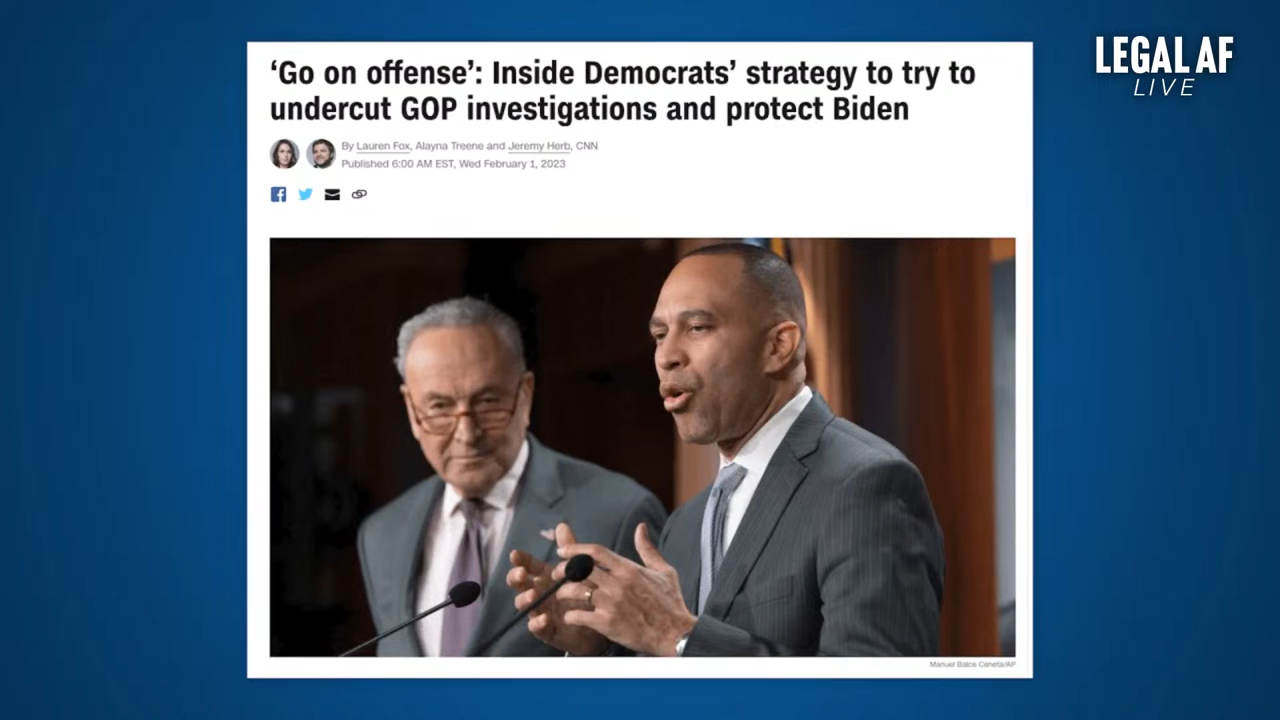 LEGAL AF
LIVE
‘Go on offense’: Inside Democrats’ strategy to try to
undercut GOP investigations and protect Biden
By Lauren Fox, Alayna Treene and Jeremy Herb, CNN
Published 6:00 AM EST, Wed February 1, 2023
Manuel Balce Ceneta/AP